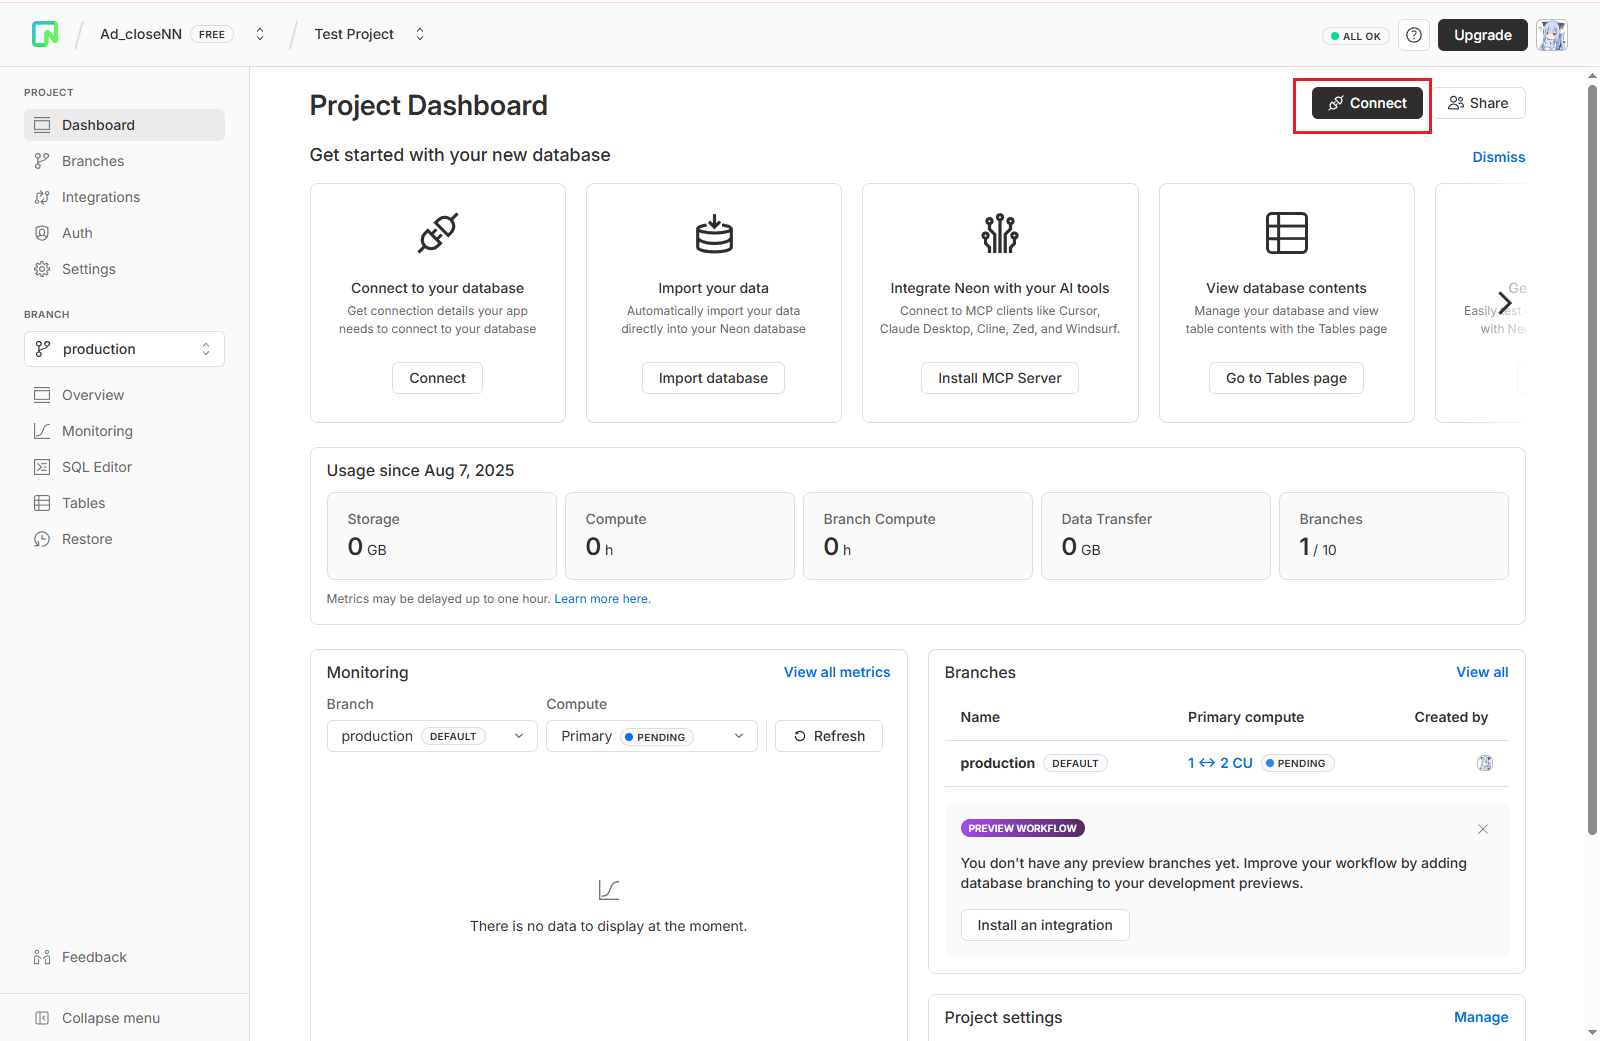 Ad_closeNN FREE
Test Project
ALL OK
Upgrade
PROJECT
Dashboard
Branches
Integrations
Auth
Settings
BRANCH
production
Overview
Monitoring
SQL Editor
Tables
Restore
Feedback
Collapse menu
Project Dashboard
Connect
Share
Get started with your new database
Dismiss
Connect to your database
Get connection details your app
needs to connect to your database
Connect
Import your data
Automatically import your data
directly into your Neon database
Import database
Integrate Neon with your AI tools
Connect to MCP clients like Cursor,
Claude Desktop, Cline, Zed, and Windsurf.
Install MCP Server
View database contents
Manage your database and view
table contents with the Tables page
Go to Tables page
Ge
Easily
with Ne
Usage since Aug 7, 2025
Storage
0 GB
Compute
0 h
Branch Compute
0 h
Data Transfer
0 GB
Branches
1 / 10
Metrics may be delayed up to one hour. Learn more here.
Monitoring
View all metrics
Branch
Compute
production DEFAULT
Primary PENDING
Refresh
There is no data to display at the moment.
Branches
View all
Name Primary compute Created by
production DEFAULT 1 ↔ 2 CU PENDING
PREVIEW WORKFLOW
You don't have any preview branches yet. Improve your workflow by adding
database branching to your development previews.
Install an integration
Project settings
Manage